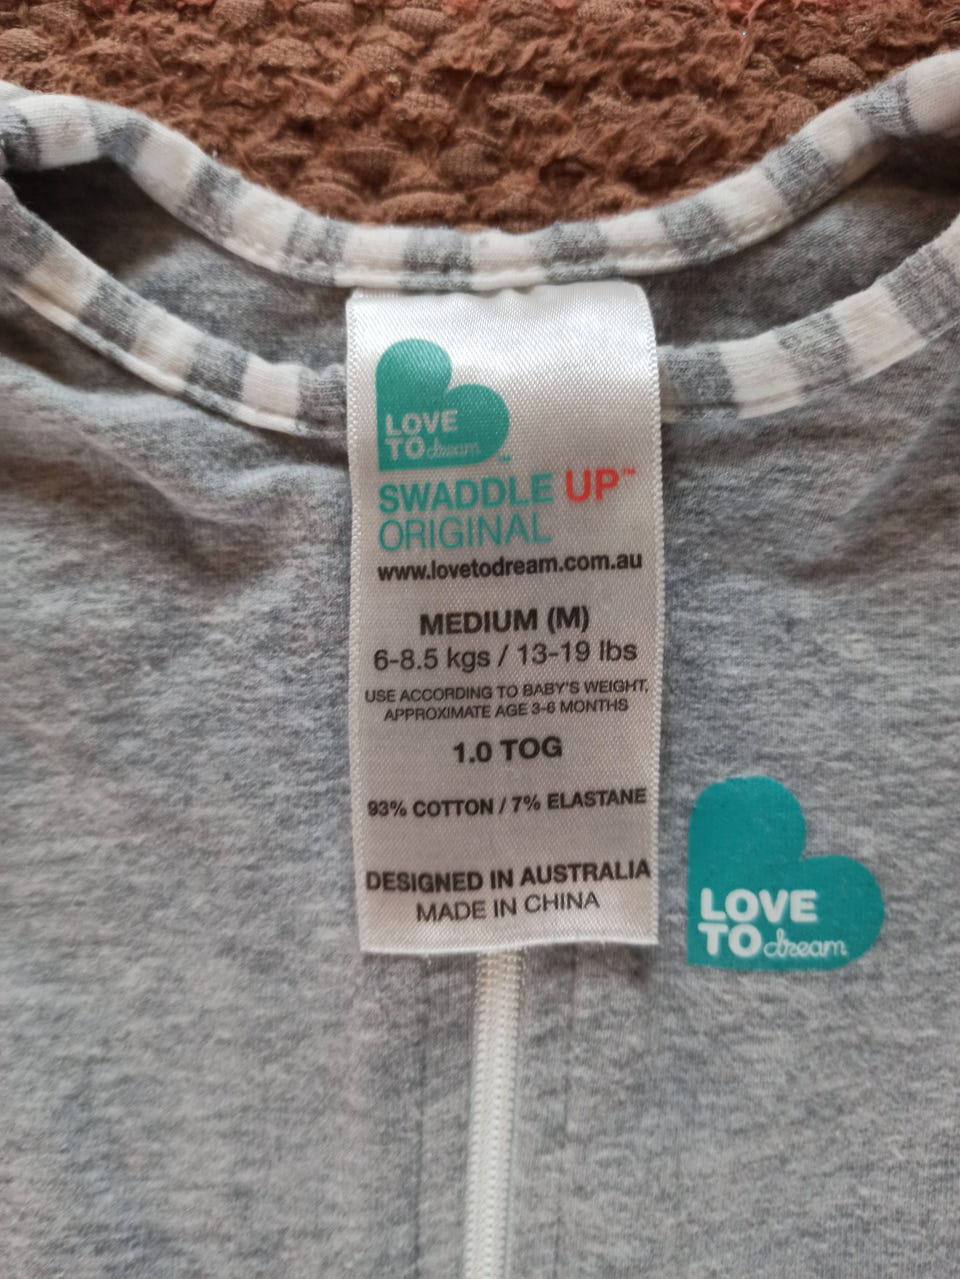 LOVE
TO dream™
SWADDLE UP™
ORIGINAL
www.lovetodream.com.au
MEDIUM (M)
6-8.5 kgs / 13-19 lbs
USE ACCORDING TO BABY'S WEIGHT,
APPROXIMATE AGE 3-6 MONTHS
1.0 TOG
93% COTTON / 7% ELASTANE
DESIGNED IN AUSTRALIA
MADE IN CHINA
LOVE
TO dream